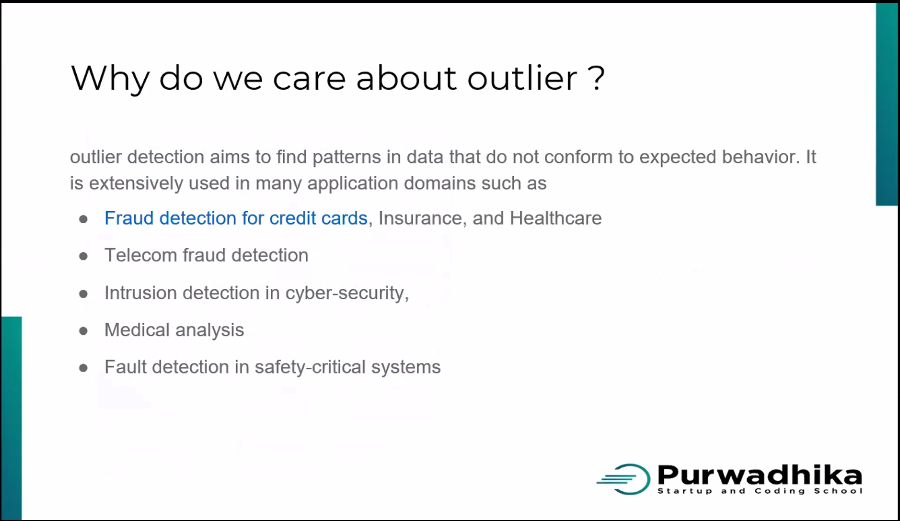 Why do we care about outlier ?
outlier detection aims to find patterns in data that do not conform to expected behavior. It
is extensively used in many application domains such as
● Fraud detection for credit cards, Insurance, and Healthcare
● Telecom fraud detection
● Intrusion detection in cyber-security,
● Medical analysis
● Fault detection in safety-critical systems
Purwadhika
Startup and Coding School